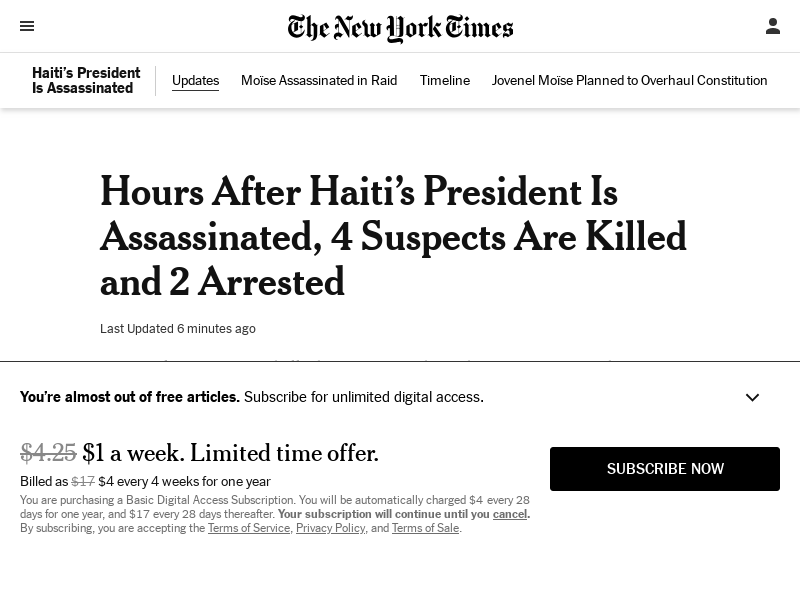 The New York Times
Haiti's President
Is Assassinated
Updates
Moïse Assassinated in Raid
Timeline
Jovenel Moïse Planned to Overhaul Constitution
Hours After Haiti's President Is
Assassinated, 4 Suspects Are Killed
and 2 Arrested
Last Updated 6 minutes ago
You're almost out of free articles. Subscribe for unlimited digital access.
$4.25 $1 a week. Limited time offer.
Billed as $17 $4 every 4 weeks for one year
You are purchasing a Basic Digital Access Subscription. You will be automatically charged $4 every 28
days for one year, and $17 every 28 days thereafter. Your subscription will continue until you cancel.
By subscribing, you are accepting the Terms of Service, Privacy Policy, and Terms of Sale.
SUBSCRIBE NOW